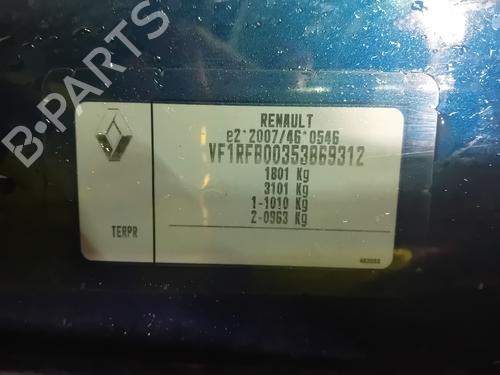 B-PARTS
RENAULT
e2*2007/46*0546
VF1RFB00353869312
1801 Kg
3101 Kg
1-1010 Kg
2-0963 Kg
TERPR